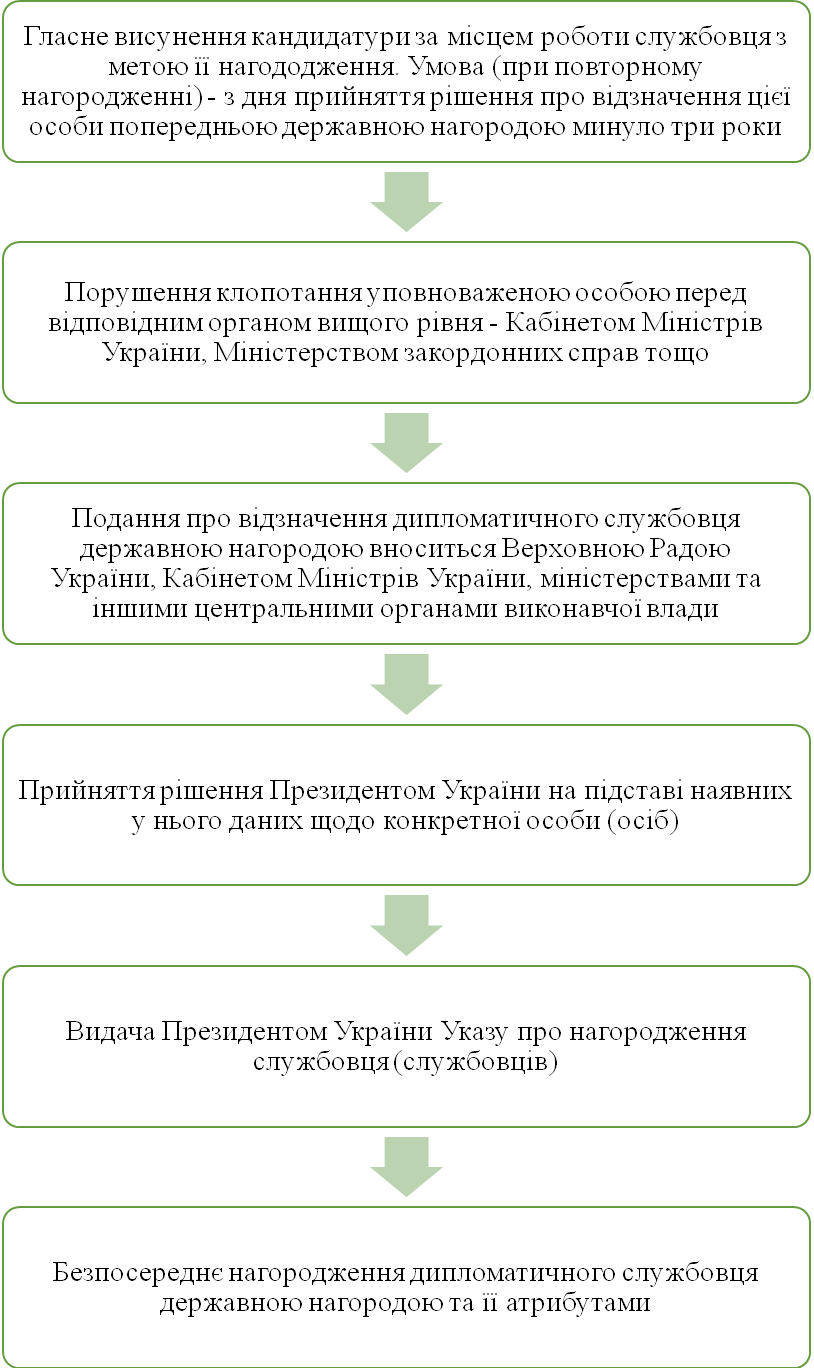 Гласне висунення кандидатури за місцем роботи службовця з
метою її нагододження. Умова (при повторному
нагородженні) - з дня прийняття рішення про відзначення цієї
особи попередньою державною нагородою минуло три роки
Порушення клопотання уповноваженою особою перед
відповідним органом вищого рівня - Кабінетом Міністрів
України, Міністерством закордонних справ тощо
Подання про відзначення дипломатичного службовця
державною нагородою вноситься Верховною Радою
України, Кабінетом Міністрів України, міністерствами та
іншими центральними органами виконавчої влади
Прийняття рішення Президентом України на підставі наявних
у нього даних щодо конкретної особи (осіб)
Видача Президентом України Указу про нагородження
службовця (службовців)
Безпосереднє нагородження дипломатичного службовця
державною нагородою та її атрибутами